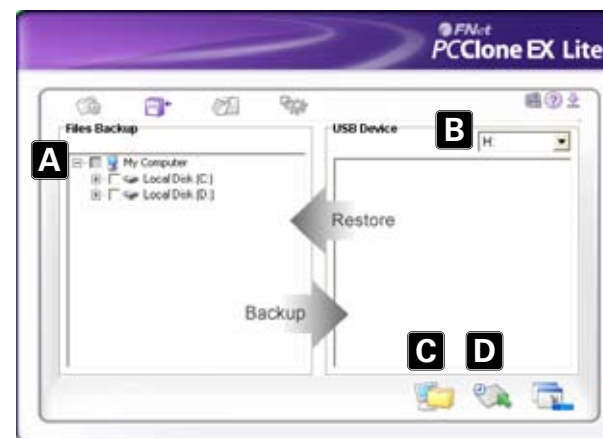 FNet
PCClone EX Lite
Files Backup
USB Device
B
H:
A
My Computer
Local Disk (C:)
Local Disk (D:)
Restore
Backup
C
D